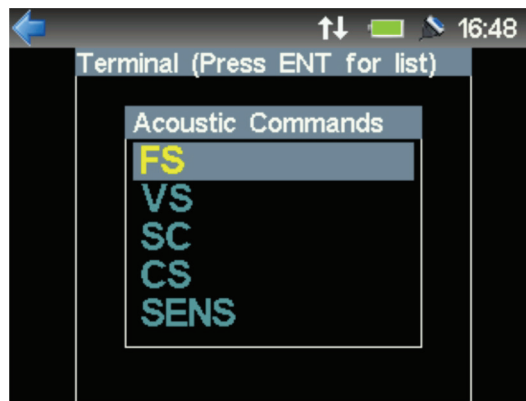 16:48
Terminal (Press ENT for list)
Acoustic Commands
FS
VS
SC
CS
SENS